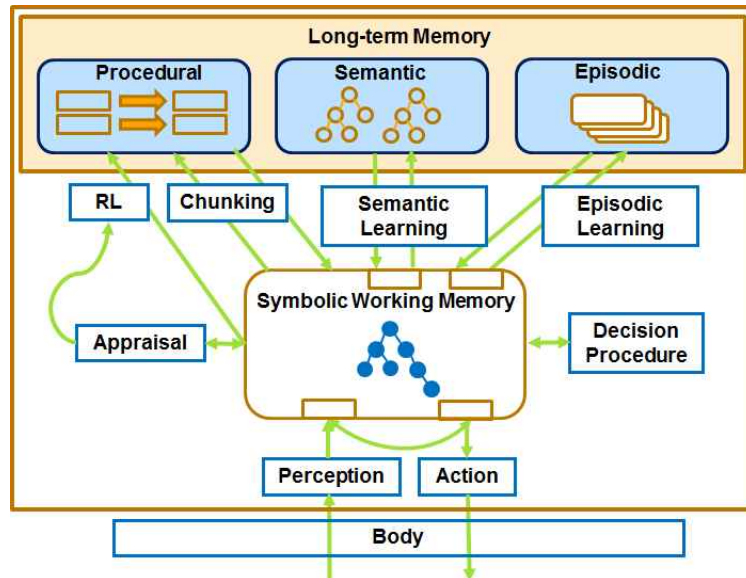 Long-term Memory
Procedural
Semantic
Episodic
RL
Chunking
Semantic
Learning
Episodic
Learning
Symbolic Working Memory
Appraisal
Decision
Procedure
Perception
Action
Body